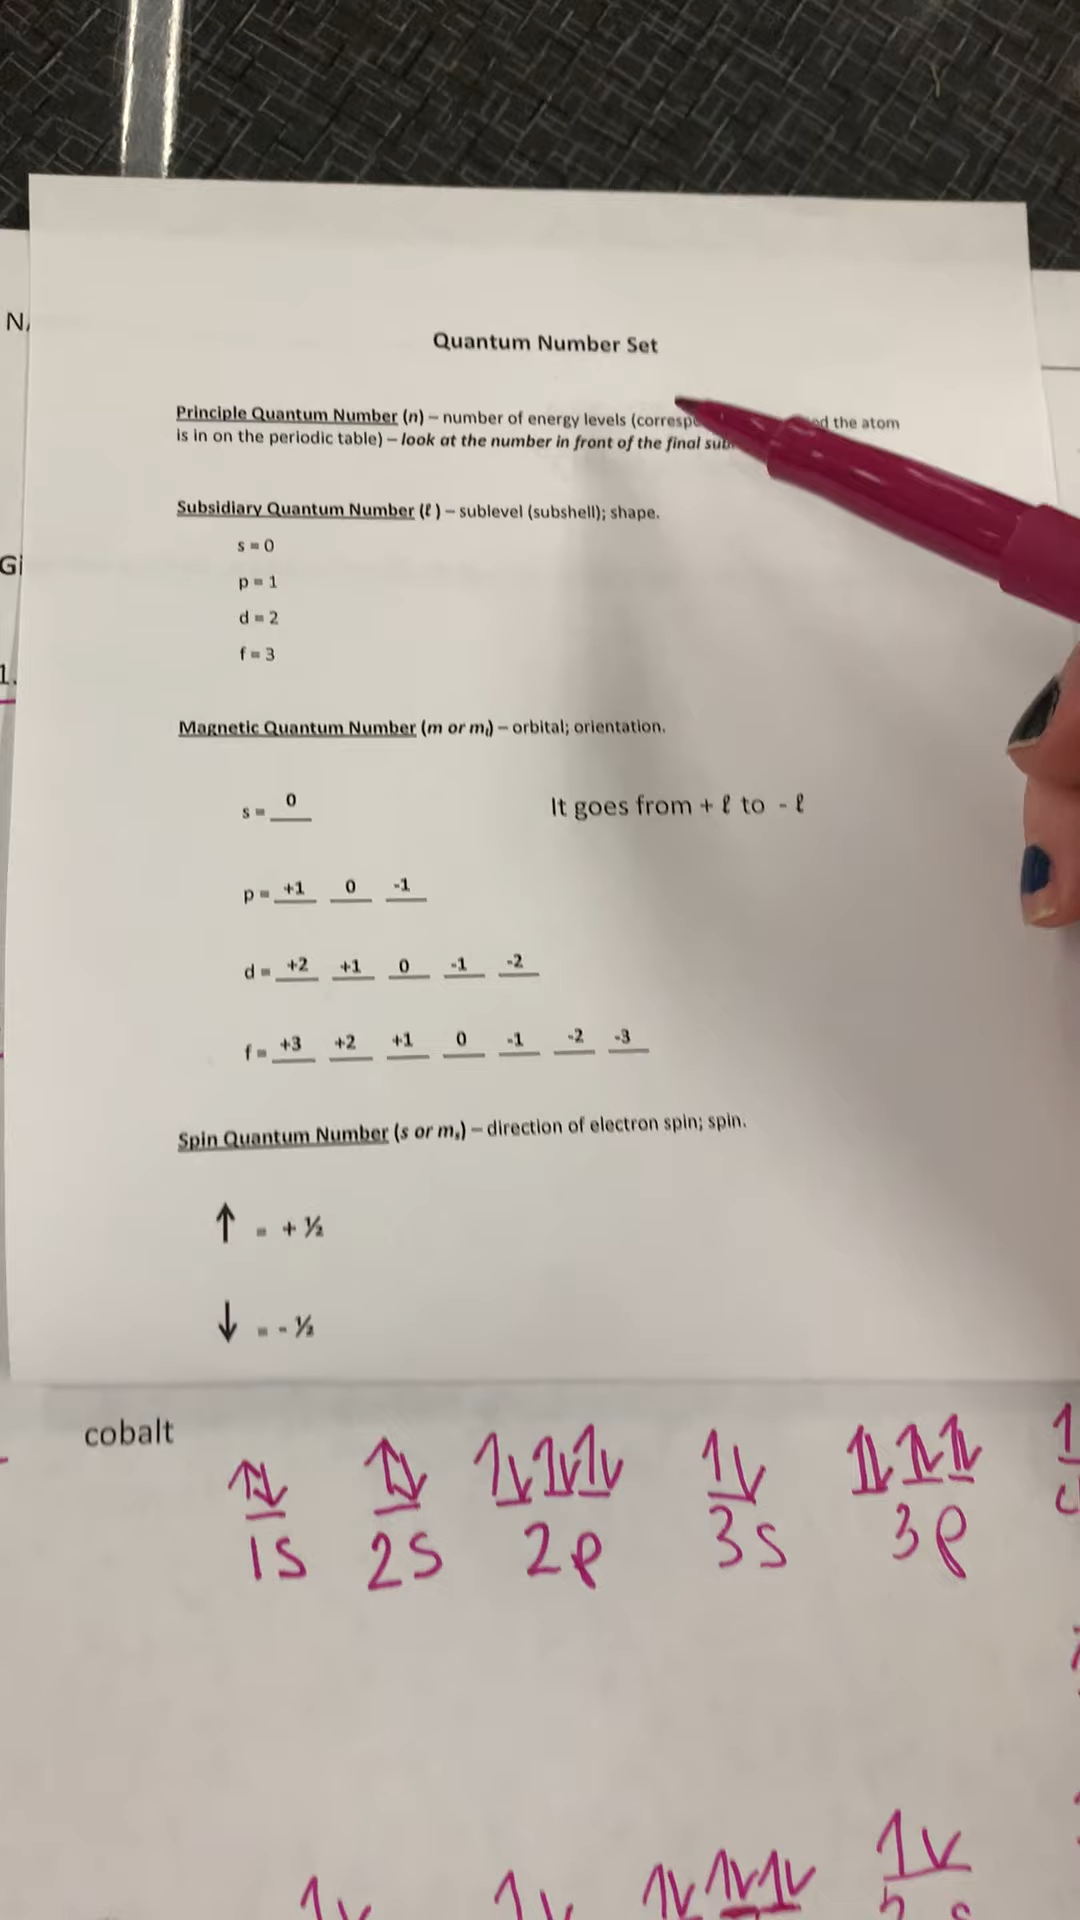 Quantum Number Set
Principle Quantum Number (n) – number of energy levels (corresp the atom
is in on the periodic table) – look at the number in front of the final
Subsidiary Quantum Number (ℓ) – sublevel (subshell); shape.
s = 0
p = 1
d = 2
f = 3
Magnetic Quantum Number (m or mₗ) – orbital; orientation.
s = 0
It goes from + ℓ to - ℓ
p = +1 0 -1
d = +2 +1 0 -1 -2
f = +3 +2 +1 0 -1 -2 -3
Spin Quantum Number (s or mₛ) – direction of electron spin; spin.
↑ = + ½
↓ = - ½
cobalt
1s 2s 2p 3s 3p